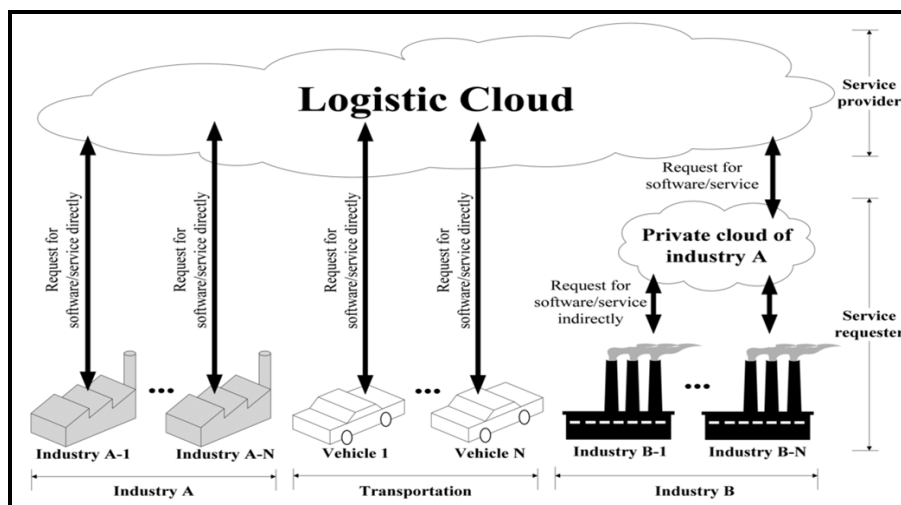 Logistic Cloud
Service
provider
Request for
software/service directly
Request for
software/service directly
Request for
software/service directly
Request for
software/service directly
Request for
software/service
Private cloud of
industry A
Request for
software/service
indirectly
Service
requester
Industry A-1
Industry A-N
Vehicle 1
Vehicle N
Industry B-1
Industry B-N
Industry A
Transportation
Industry B